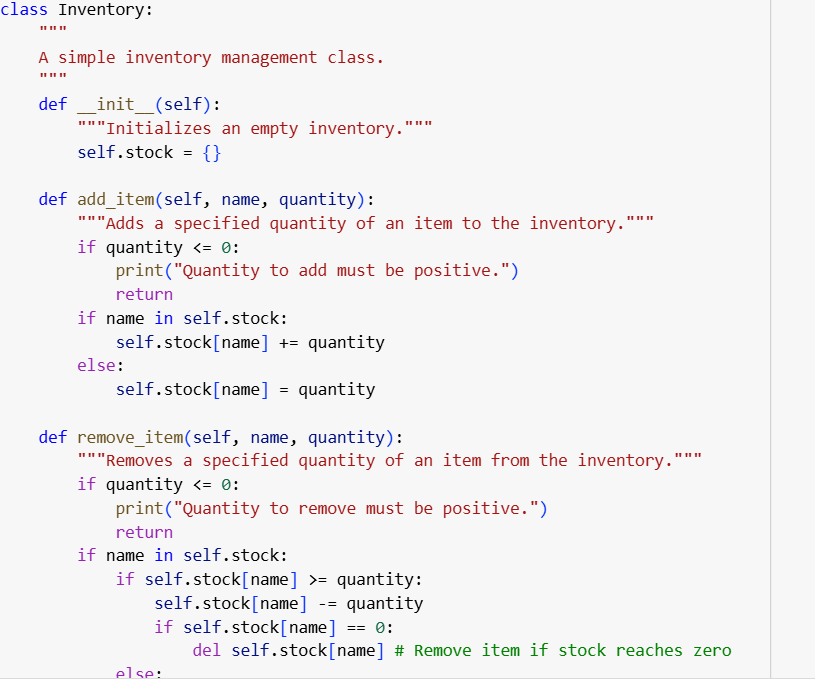 class Inventory:
    """
    A simple inventory management class.
    """
    def __init__(self):
        """Initializes an empty inventory."""
        self.stock = {}

    def add_item(self, name, quantity):
        """Adds a specified quantity of an item to the inventory."""
        if quantity <= 0:
            print("Quantity to add must be positive.")
            return
        if name in self.stock:
            self.stock[name] += quantity
        else:
            self.stock[name] = quantity

    def remove_item(self, name, quantity):
        """Removes a specified quantity of an item from the inventory."""
        if quantity <= 0:
            print("Quantity to remove must be positive.")
            return
        if name in self.stock:
            if self.stock[name] >= quantity:
                self.stock[name] -= quantity
                if self.stock[name] == 0:
                    del self.stock[name] # Remove item if stock reaches zero
            else: